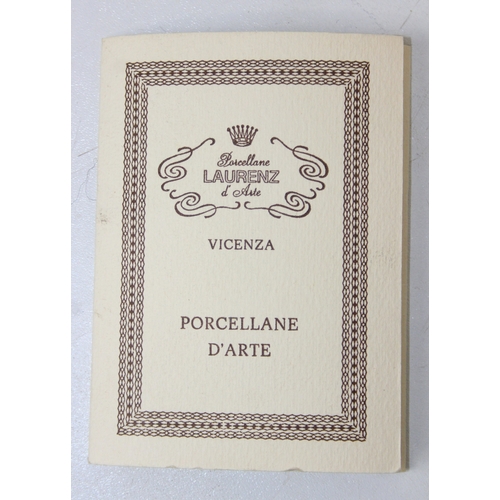 Porcellane
LAURENZ
d'Arte
VICENZA
PORCELLANE
D'ARTE